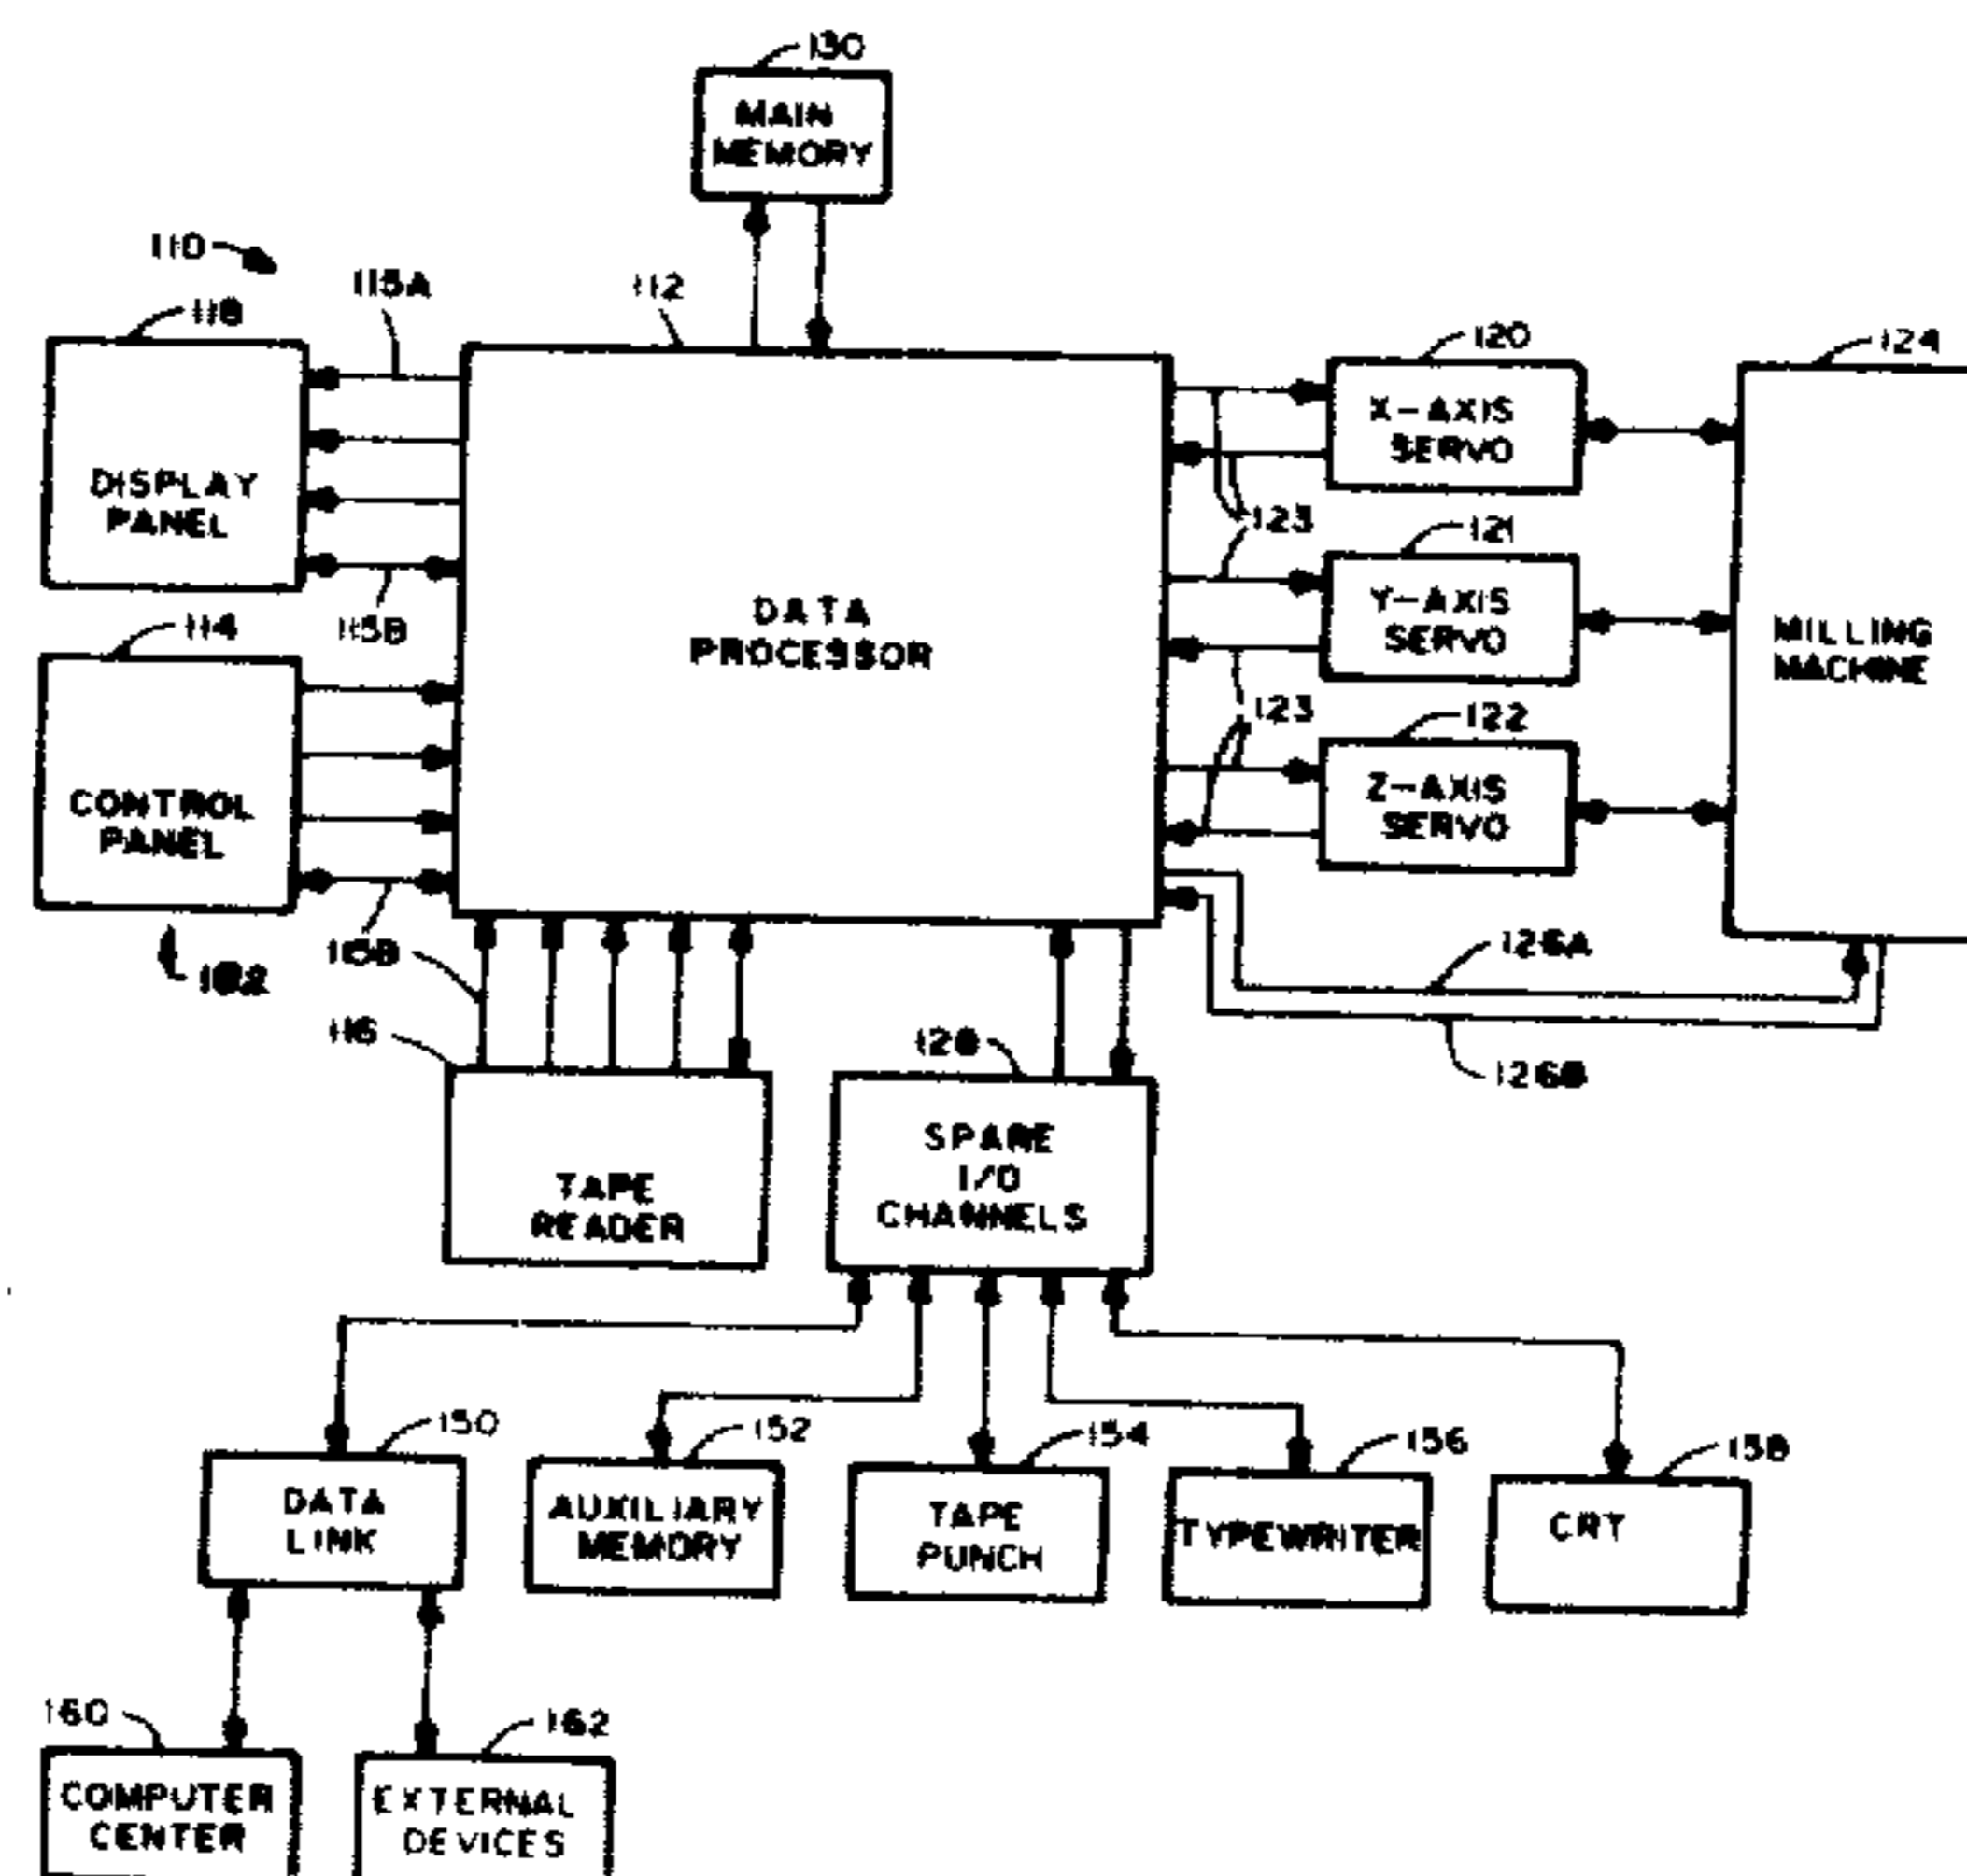 130
MAIN
MEMORY
110
118
115A
112
120
124
X-AXIS
SERVO
DISPLAY
PANEL
123
121
115B
114
DATA
PROCESSOR
Y-AXIS
SERVO
MILLING
MACHINE
123
122
CONTROL
PANEL
Z-AXIS
SERVO
115B
126A
116
128
126B
SPARE
I/O
CHANNELS
TAPE
READER
150
152
154
156
158
DATA
LINK
AUXILIARY
MEMORY
TAPE
PUNCH
TYPEWRITER
CRT
160
162
COMPUTER
CENTER
EXTERNAL
DEVICES